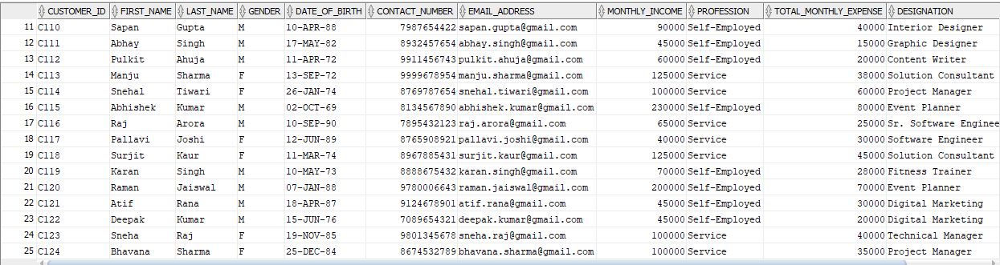 CUSTOMER_ID FIRST_NAME LAST_NAME GENDER DATE_OF_BIRTH CONTACT_NUMBER EMAIL_ADDRESS MONTHLY_INCOME PROFESSION TOTAL_MONTHLY_EXPENSE DESIGNATION
11 C110 Sapan Gupta M 10-APR-88 7987654422 sapan.gupta@gmail.com 90000 Self-Employed 40000 Interior Designer
12 C111 Abhay Singh M 17-MAY-82 8932457654 abhay.singh@gmail.com 45000 Self-Employed 15000 Graphic Designer
13 C112 Pulkit Ahuja M 11-APR-72 9911456743 pulkit.ahuja@gmail.com 60000 Self-Employed 20000 Content Writer
14 C113 Manju Sharma F 13-SEP-72 9999678954 manju.sharma@gmail.com 125000 Service 38000 Solution Consultant
15 C114 Snehal Tiwari F 26-JAN-74 8769787654 snehal.tiwari@gmail.com 100000 Service 60000 Project Manager
16 C115 Abhishek Kumar M 02-OCT-69 8134567890 abhishek.kumar@gmail.com 230000 Self-Employed 80000 Event Planner
17 C116 Raj Arora M 10-SEP-90 7895432123 raj.arora@gmail.com 65000 Service 25000 Sr. Software Enginee
18 C117 Pallavi Joshi F 12-JUN-89 8765908921 pallavi.joshi@gmail.com 40000 Service 30000 Software Engineer
19 C118 Surjit Kaur F 11-MAR-74 8967885431 surjit.kaur@gmail.com 125000 Service 45000 Solution Consultant
20 C119 Karan Singh M 10-MAY-73 8888675432 karan.singh@gmail.com 70000 Self-Employed 28000 Fitness Trainer
21 C120 Raman Jaiswal M 07-JAN-88 9780006643 raman.jaiswal@gmail.com 200000 Self-Employed 70000 Event Planner
22 C121 Atif Rana M 18-APR-87 9124678901 atif.rana@gmail.com 45000 Self-Employed 30000 Digital Marketing
23 C122 Deepak Kumar M 15-JUN-76 7089654321 deepak.kumar@gmail.com 45000 Self-Employed 20000 Digital Marketing
24 C123 Sneha Raj F 19-NOV-85 9801345678 sneha.raj@gmail.com 100000 Service 40000 Technical Manager
25 C124 Bhavana Sharma F 25-DEC-84 8674532789 bhavana.sharma@gmail.com 100000 Service 35000 Project Manager